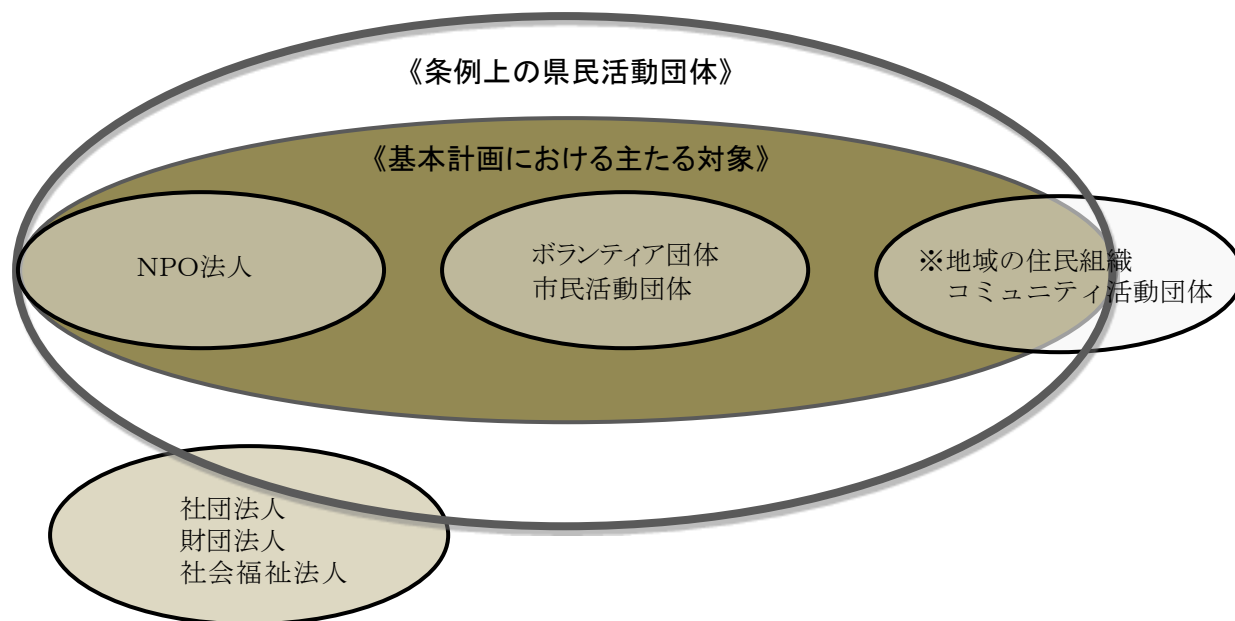 《条例上の県民活動団体》
《基本計画における主たる対象》
NPO法人
ボランティア団体
市民活動団体
※地域の住民組織
コミュニティ活動団体
社団法人
財団法人
社会福祉法人